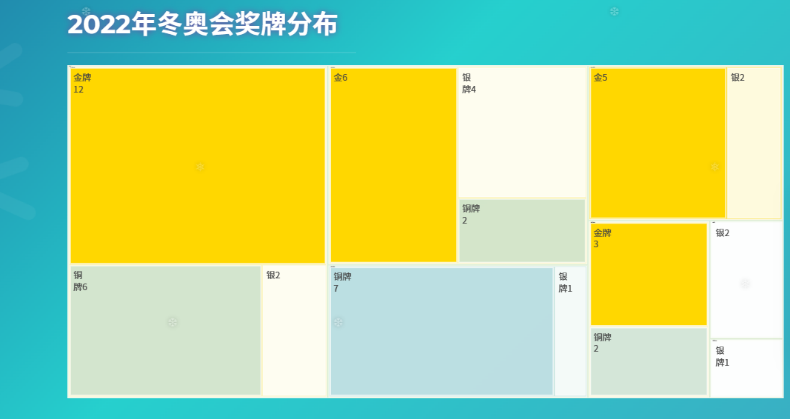 2022年冬奥会奖牌分布
金牌
12
铜
牌6
银2
金6
银
牌4
铜牌
2
铜牌
7
银
牌1
金5
银2
金牌
3
铜牌
2
银2
银
牌1